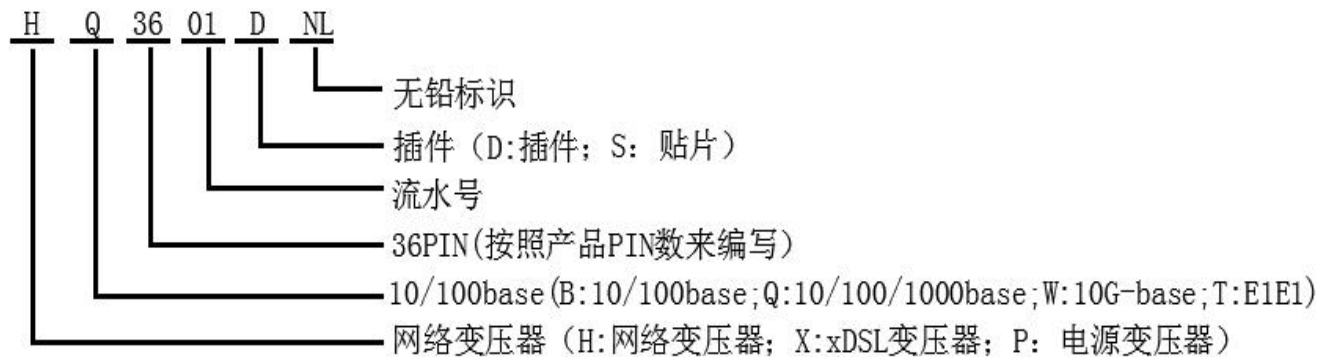 H Q 36 01 D NL
无铅标识
插件（D:插件；S：贴片）
流水号
36PIN(按照产品PIN数来编写）
10/100base(B:10/100base;Q:10/100/1000base;W:10G-base;T:E1E1)
网络变压器（H:网络变压器；X:xDSL变压器；P：电源变压器）